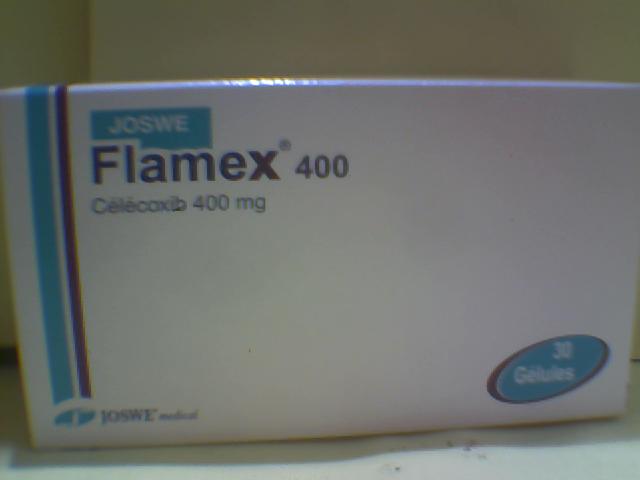 JOSWE
Flamex® 400
Célécoxib 400 mg
30
Gélules
JOSWE® medical